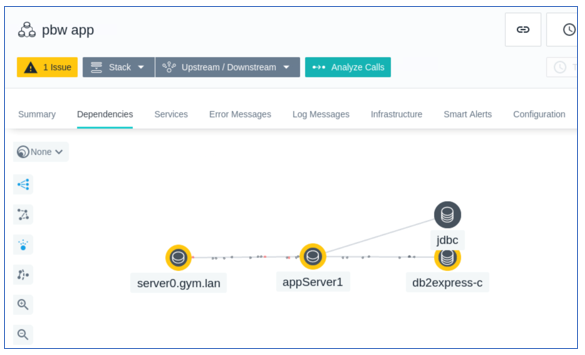 pbw app
1 Issue
Stack
Upstream / Downstream
Analyze Calls
Summary
Dependencies
Services
Error Messages
Log Messages
Infrastructure
Smart Alerts
Configuration
None
jdbc
server0.gym.lan
appServer1
db2express-c